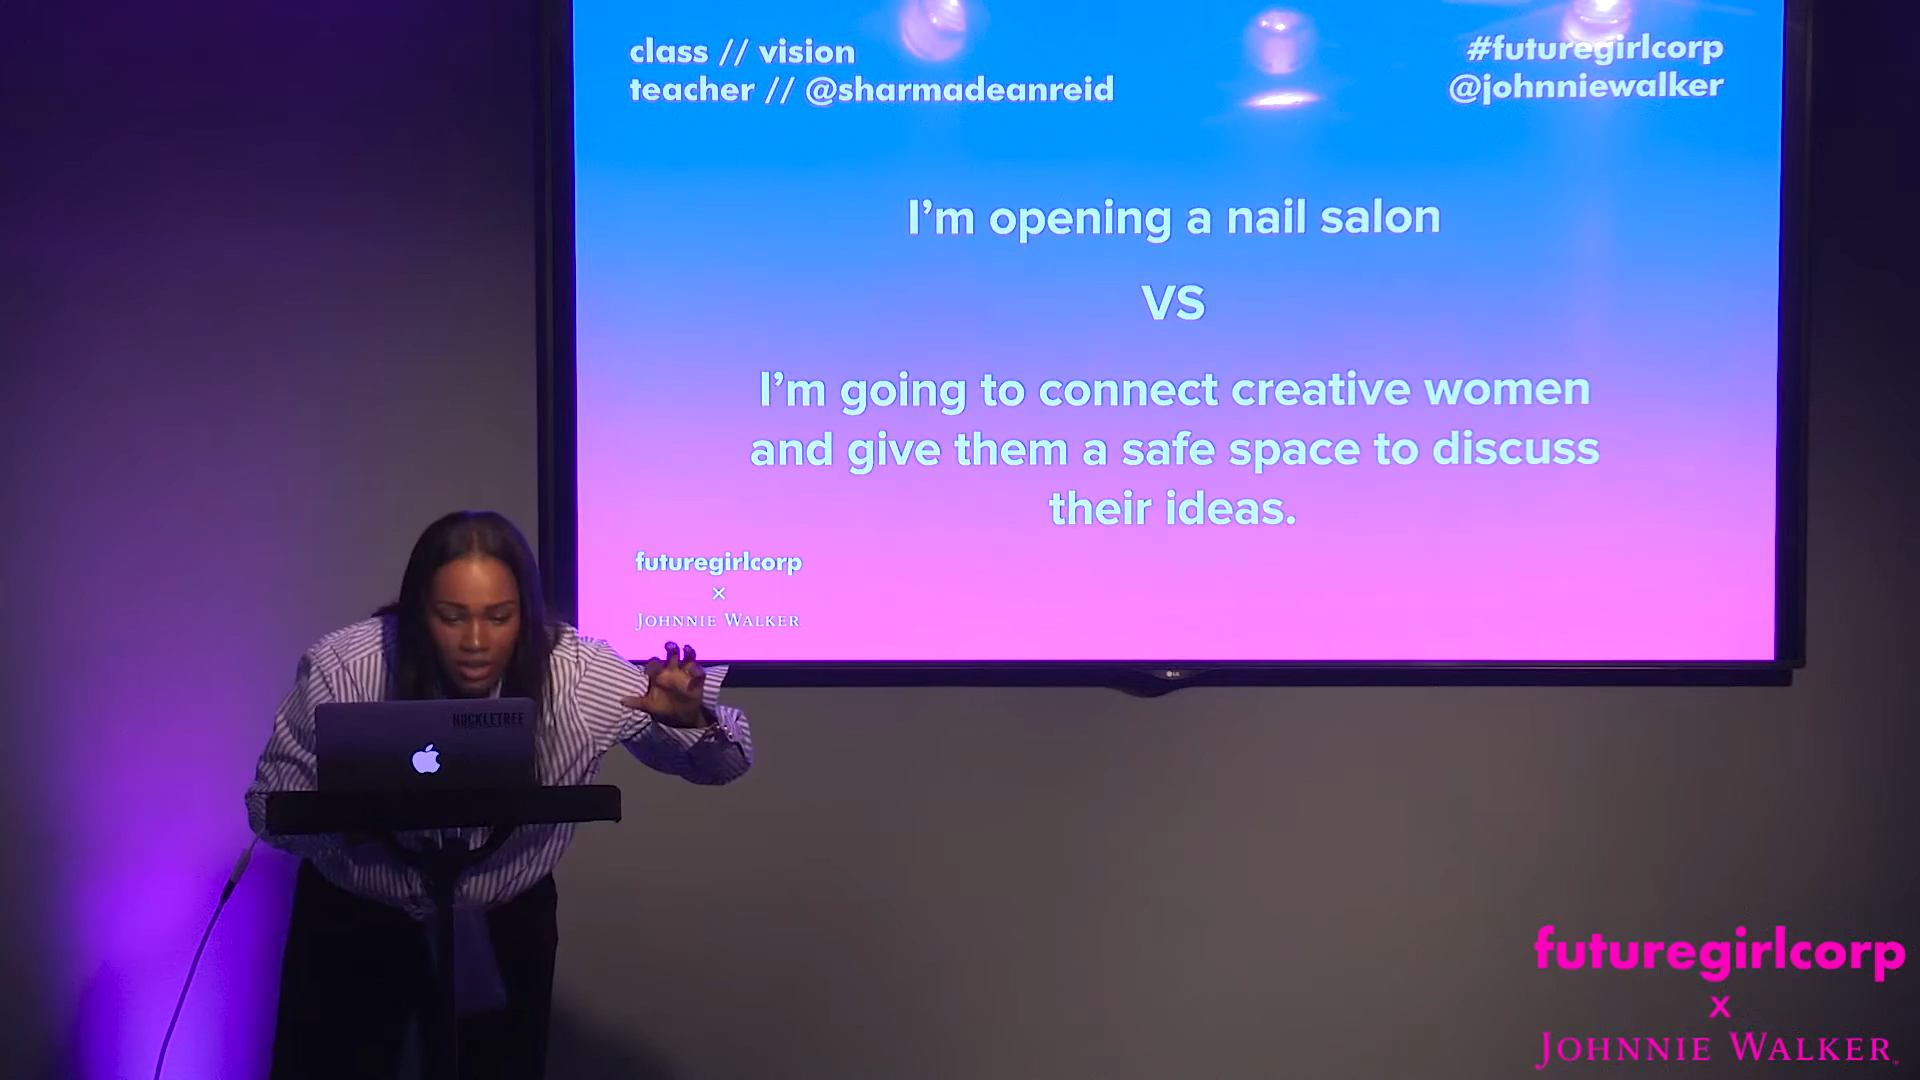 class // vision
teacher // @sharmadeanreid
#futuregirlcorp
@johnniewalker
I'm opening a nail salon
VS
I'm going to connect creative women
and give them a safe space to discuss
their ideas.
futuregirlcorp
×
JOHNNIE WALKER.
LG
HUCKLETREE
futuregirlcorp
x
JOHNNIE WALKER.